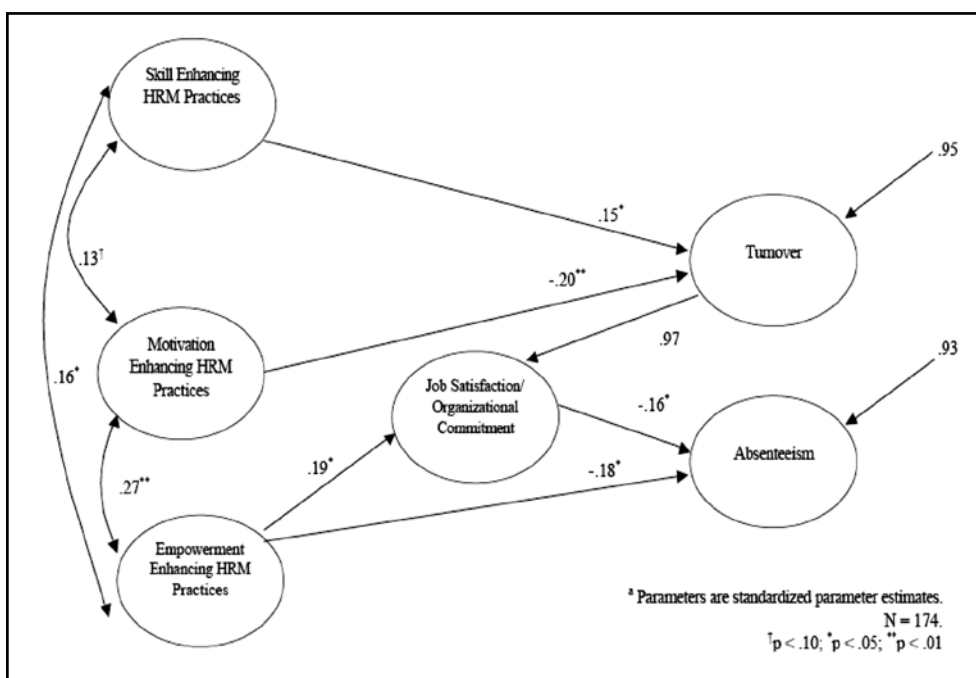 Skill Enhancing
HRM Practices
.95
.15*
Turnover
.13†
-.20**
Motivation
Enhancing HRM
Practices
.97
.93
.16*
Job Satisfaction/
Organizational
Commitment
-.16*
Absenteeism
.19*
-.18*
.27**
Empowerment
Enhancing HRM
Practices
a Parameters are standardized parameter estimates.
N = 174.
†p < .10; *p < .05; **p < .01